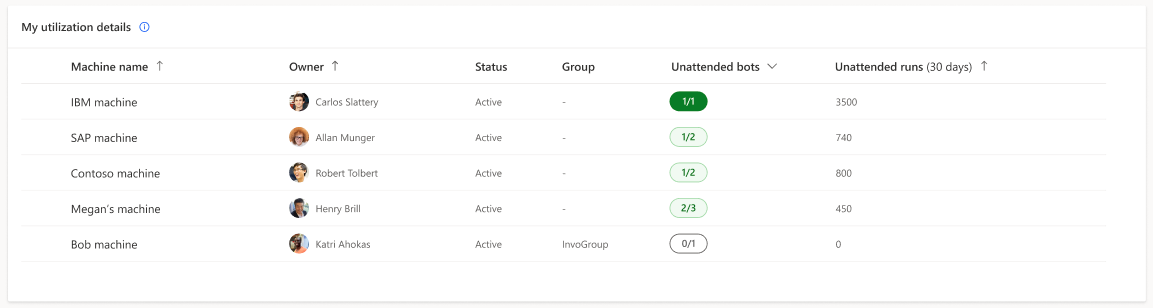 My utilization details
Machine name Owner Status Group Unattended bots Unattended runs (30 days)
IBM machine Carlos Slattery Active - 1/1 3500
SAP machine Allan Munger Active - 1/2 740
Contoso machine Robert Tolbert Active - 1/2 800
Megan's machine Henry Brill Active - 2/3 450
Bob machine Katri Ahokas Active InvoGroup 0/1 0